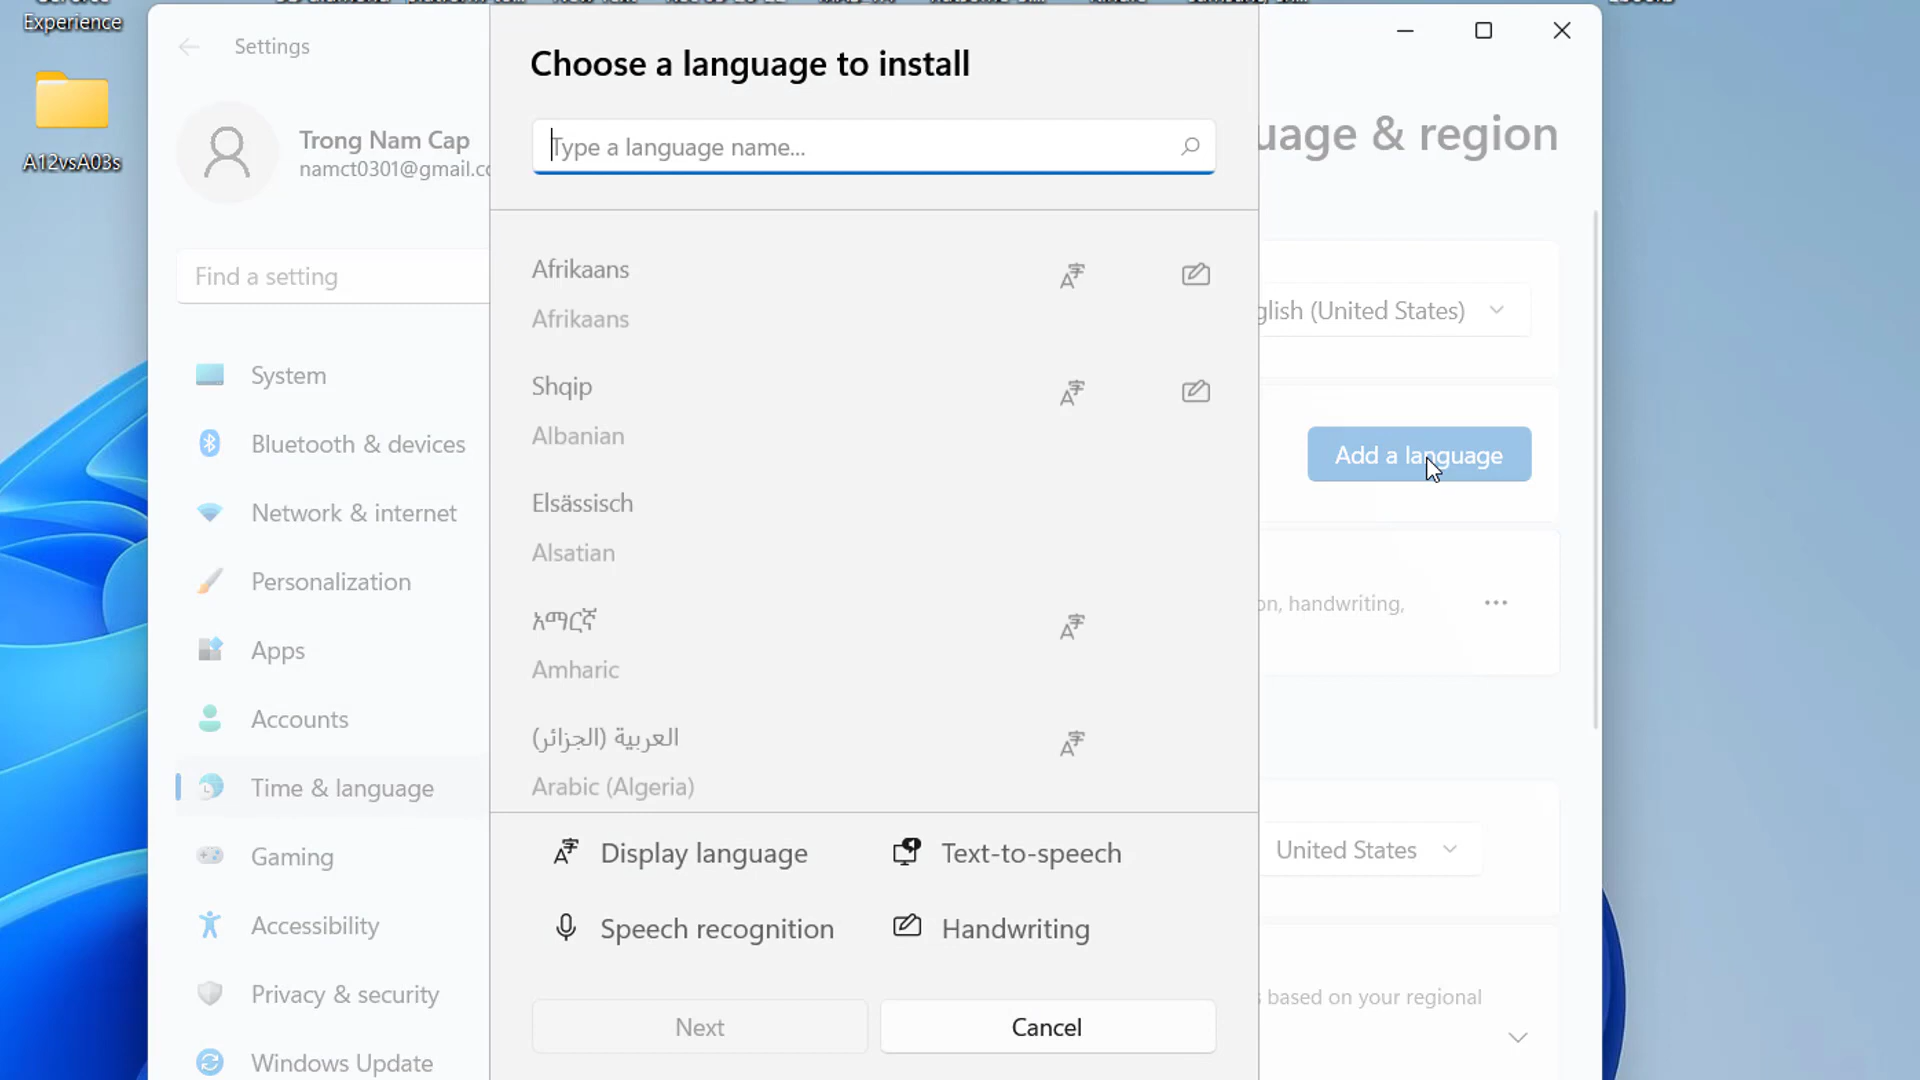 Experience
A12vsA03s
Settings
Trong Nam Cap
namct0301@gmail.co
Find a setting
System
Bluetooth & devices
Network & internet
Personalization
Apps
Accounts
Time & language
Gaming
Accessibility
Privacy & security
Windows Update
Choose a language to install
Type a language name...
Afrikaans
Afrikaans
Shqip
Albanian
Elsässisch
Alsatian
አማርኛ
Amharic
العربية (الجزائر)
Arabic (Algeria)
Display language
Text-to-speech
Speech recognition
Handwriting
Next
Cancel
uage & region
glish (United States)
Add a language
on, handwriting,
United States
s based on your regional